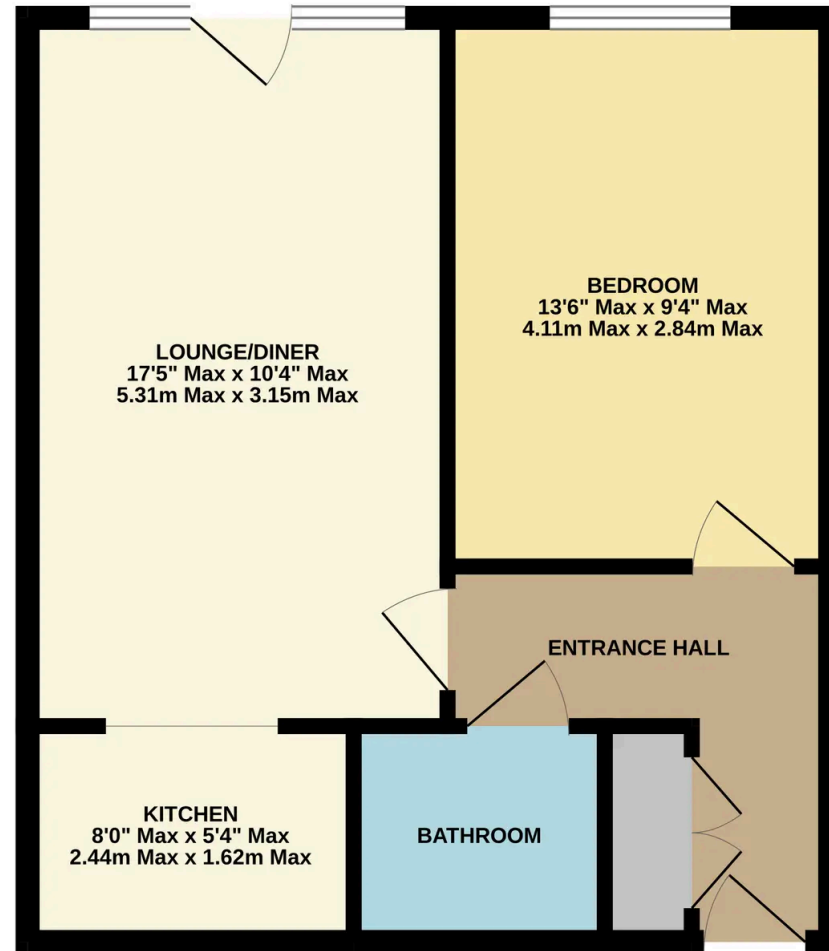 BEDROOM
13'6" Max x 9'4" Max
4.11m Max x 2.84m Max
LOUNGE/DINER
17'5" Max x 10'4" Max
5.31m Max x 3.15m Max
ENTRANCE HALL
KITCHEN
8'0" Max x 5'4" Max
2.44m Max x 1.62m Max
BATHROOM